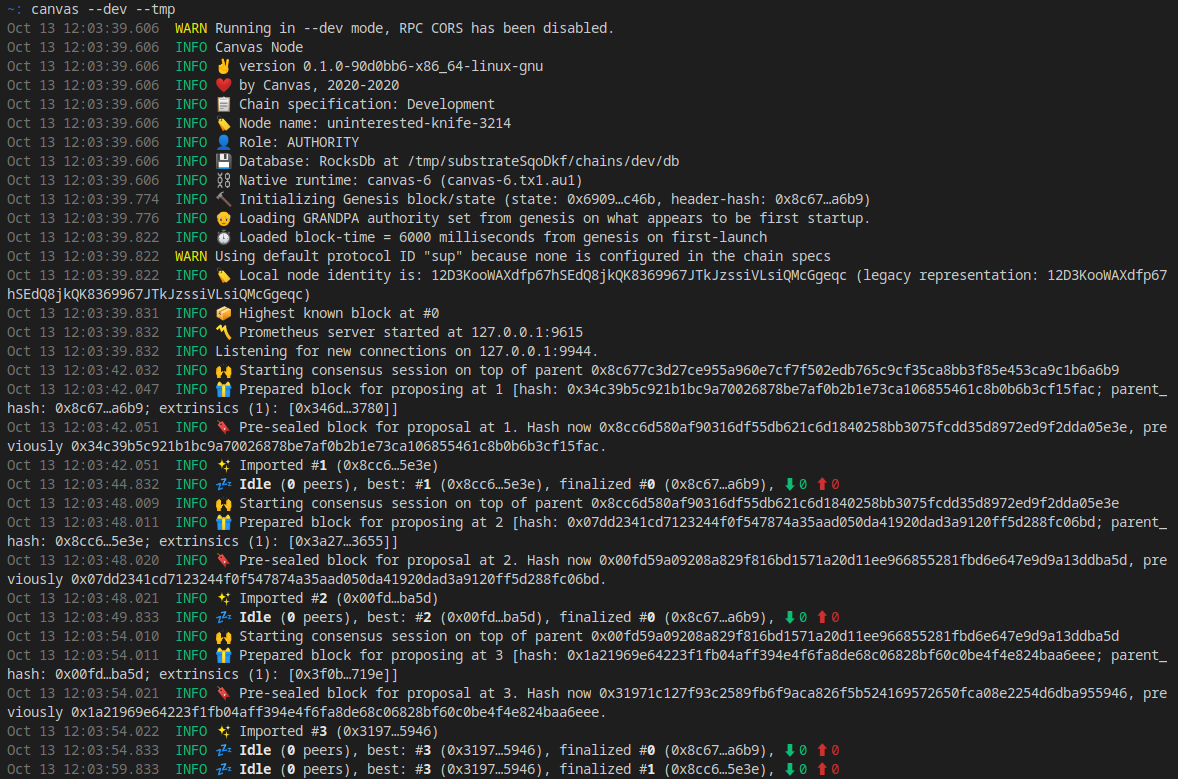 ~: canvas --dev --tmp
Oct 13 12:03:39.606  WARN Running in --dev mode, RPC CORS has been disabled.
Oct 13 12:03:39.606  INFO Canvas Node
Oct 13 12:03:39.606  INFO ✌️ version 0.1.0-90d0bb6-x86_64-linux-gnu
Oct 13 12:03:39.606  INFO ❤️ by Canvas, 2020-2020
Oct 13 12:03:39.606  INFO 📋 Chain specification: Development
Oct 13 12:03:39.606  INFO 🏷 Node name: uninterested-knife-3214
Oct 13 12:03:39.606  INFO 👤 Role: AUTHORITY
Oct 13 12:03:39.606  INFO 💾 Database: RocksDb at /tmp/substrateSqoDkf/chains/dev/db
Oct 13 12:03:39.606  INFO ⛓ Native runtime: canvas-6 (canvas-6.tx1.au1)
Oct 13 12:03:39.774  INFO 🔨 Initializing Genesis block/state (state: 0x6909…c46b, header-hash: 0x8c67…a6b9)
Oct 13 12:03:39.776  INFO 👴 Loading GRANDPA authority set from genesis on what appears to be first startup.
Oct 13 12:03:39.822  INFO ⏱ Loaded block-time = 6000 milliseconds from genesis on first-launch
Oct 13 12:03:39.822  WARN Using default protocol ID "sup" because none is configured in the chain specs
Oct 13 12:03:39.822  INFO 🏷 Local node identity is: 12D3KooWAXdfp67hSEdQ8jkQK8369967JTkJzssiVLsiQMcGgeqc (legacy representation: 12D3KooWAXdfp67
hSEdQ8jkQK8369967JTkJzssiVLsiQMcGgeqc)
Oct 13 12:03:39.831  INFO 📦 Highest known block at #0
Oct 13 12:03:39.832  INFO 〽️ Prometheus server started at 127.0.0.1:9615
Oct 13 12:03:39.832  INFO Listening for new connections on 127.0.0.1:9944.
Oct 13 12:03:42.032  INFO 🙌 Starting consensus session on top of parent 0x8c677c3d27ce955a960e7cf7f502edb765c9cf35ca8bb3f85e453ca9c1b6a6b9
Oct 13 12:03:42.047  INFO 🎁 Prepared block for proposing at 1 [hash: 0x34c39b5c921b1bc9a70026878be7af0b2b1e73ca106855461c8b0b6b3cf15fac; parent_
hash: 0x8c67…a6b9; extrinsics (1): [0x346d…3780]]
Oct 13 12:03:42.051  INFO 🔖 Pre-sealed block for proposal at 1. Hash now 0x8cc6d580af90316df55db621c6d1840258bb3075fcdd35d8972ed9f2dda05e3e, pre
viously 0x34c39b5c921b1bc9a70026878be7af0b2b1e73ca106855461c8b0b6b3cf15fac.
Oct 13 12:03:42.051  INFO ✨ Imported #1 (0x8cc6…5e3e)
Oct 13 12:03:44.832  INFO 💤 Idle (0 peers), best: #1 (0x8cc6…5e3e), finalized #0 (0x8c67…a6b9), ⬇ 0 ⬆ 0
Oct 13 12:03:48.009  INFO 🙌 Starting consensus session on top of parent 0x8cc6d580af90316df55db621c6d1840258bb3075fcdd35d8972ed9f2dda05e3e
Oct 13 12:03:48.011  INFO 🎁 Prepared block for proposing at 2 [hash: 0x07dd2341cd7123244f0f547874a35aad050da41920dad3a9120ff5d288fc06bd; parent_
hash: 0x8cc6…5e3e; extrinsics (1): [0x3a27…3655]]
Oct 13 12:03:48.020  INFO 🔖 Pre-sealed block for proposal at 2. Hash now 0x00fd59a09208a829f816bd1571a20d11ee966855281fbd6e647e9d9a13ddba5d, pre
viously 0x07dd2341cd7123244f0f547874a35aad050da41920dad3a9120ff5d288fc06bd.
Oct 13 12:03:48.021  INFO ✨ Imported #2 (0x00fd…ba5d)
Oct 13 12:03:49.833  INFO 💤 Idle (0 peers), best: #2 (0x00fd…ba5d), finalized #0 (0x8c67…a6b9), ⬇ 0 ⬆ 0
Oct 13 12:03:54.010  INFO 🙌 Starting consensus session on top of parent 0x00fd59a09208a829f816bd1571a20d11ee966855281fbd6e647e9d9a13ddba5d
Oct 13 12:03:54.011  INFO 🎁 Prepared block for proposing at 3 [hash: 0x1a21969e64223f1fb04aff394e4f6fa8de68c06828bf60c0be4f4e824baa6eee; parent_
hash: 0x00fd…ba5d; extrinsics (1): [0x3f0b…719e]]
Oct 13 12:03:54.021  INFO 🔖 Pre-sealed block for proposal at 3. Hash now 0x31971c127f93c2589fb6f9aca826f5b524169572650fca08e2254d6dba955946, pre
viously 0x1a21969e64223f1fb04aff394e4f6fa8de68c06828bf60c0be4f4e824baa6eee.
Oct 13 12:03:54.022  INFO ✨ Imported #3 (0x3197…5946)
Oct 13 12:03:54.833  INFO 💤 Idle (0 peers), best: #3 (0x3197…5946), finalized #0 (0x8c67…a6b9), ⬇ 0 ⬆ 0
Oct 13 12:03:59.833  INFO 💤 Idle (0 peers), best: #3 (0x3197…5946), finalized #1 (0x8cc6…5e3e), ⬇ 0 ⬆ 0